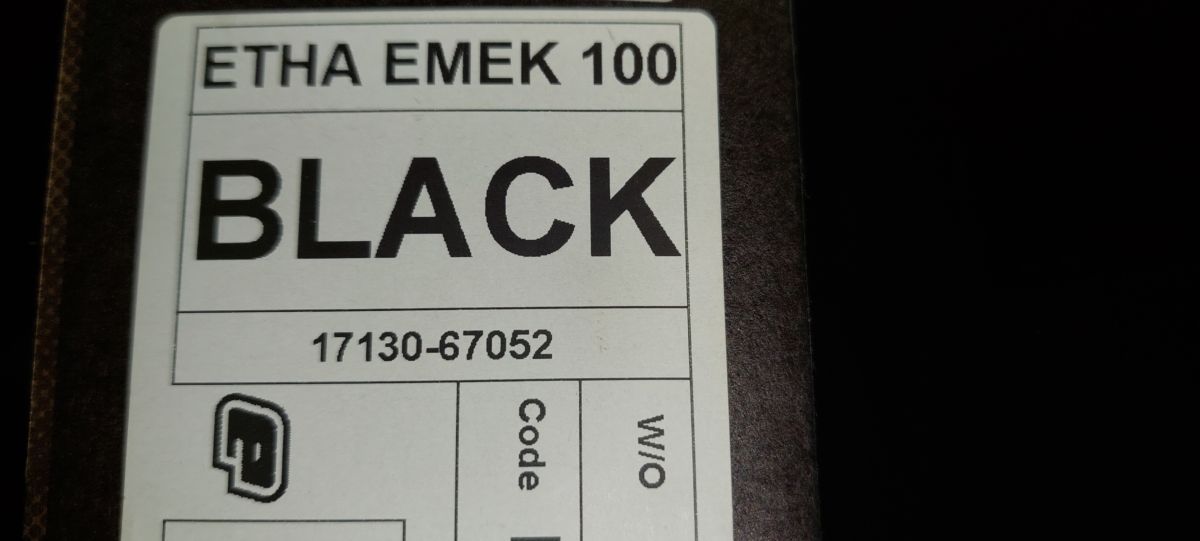 ETHA EMEK 100
BLACK
17130-67052
e
Code
W/O